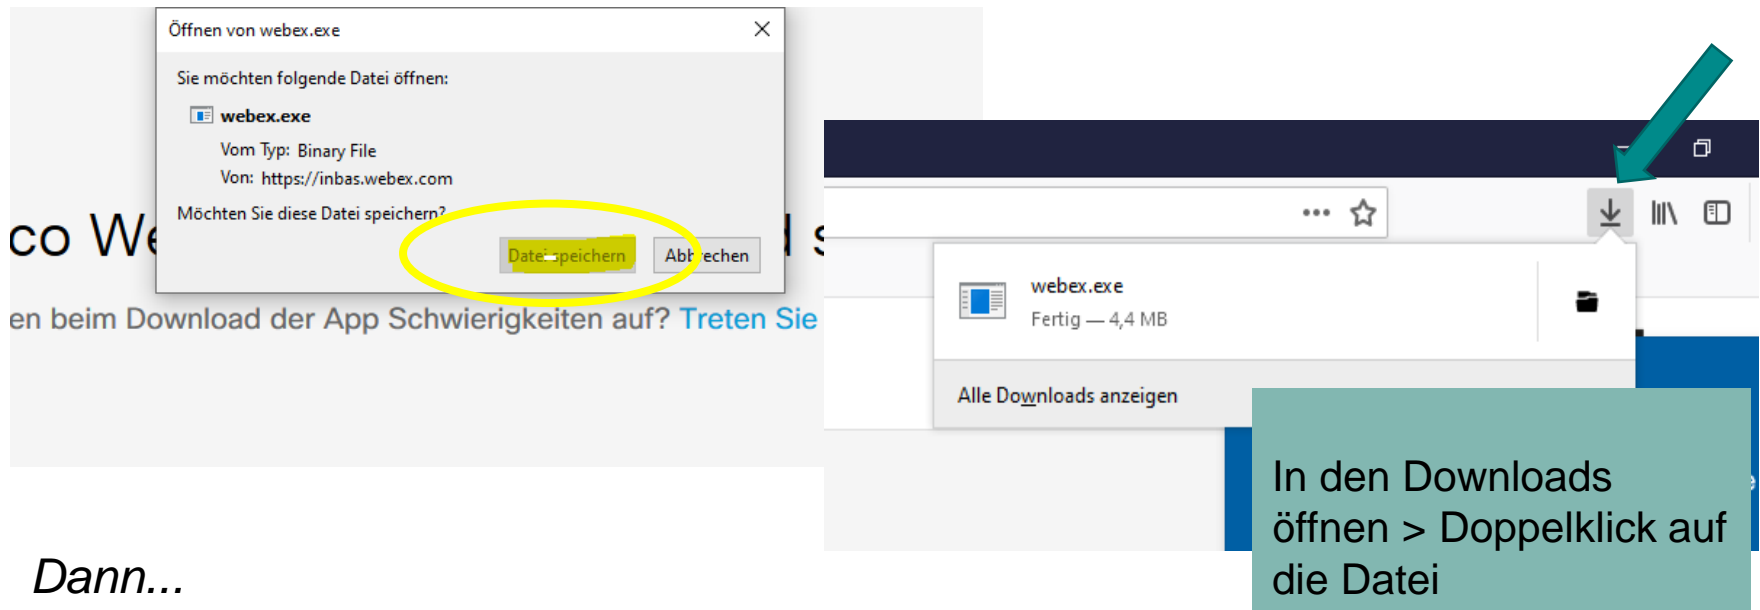 Öffnen von webex.exe
Sie möchten folgende Datei öffnen:
webex.exe
Vom Typ: Binary File
Von: https://inbas.webex.com
Möchten Sie diese Datei speichern?
Datei speichern
Abbrechen
en beim Download der App Schwierigkeiten auf? Treten Sie
webex.exe
Fertig — 4,4 MB
Alle Downloads anzeigen
In den Downloads
öffnen > Doppelklick auf
die Datei
Dann...